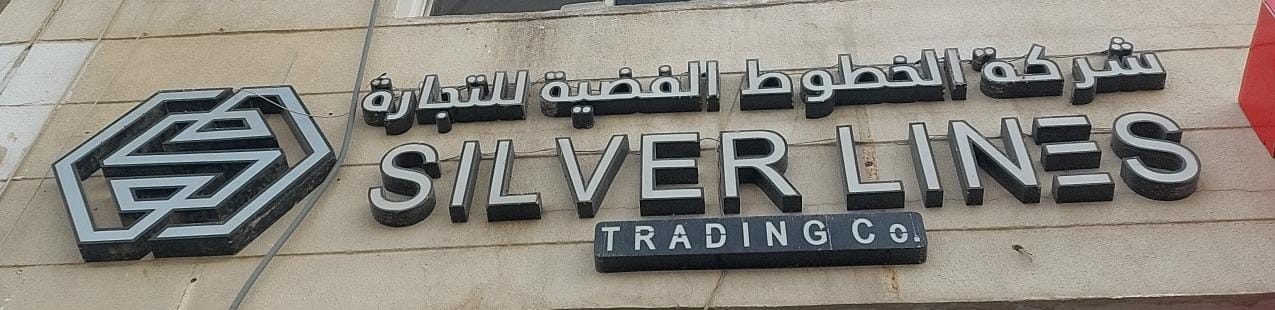 شركة الخطوط الفضية للتجارة
SILVER LINES
TRADING Co.